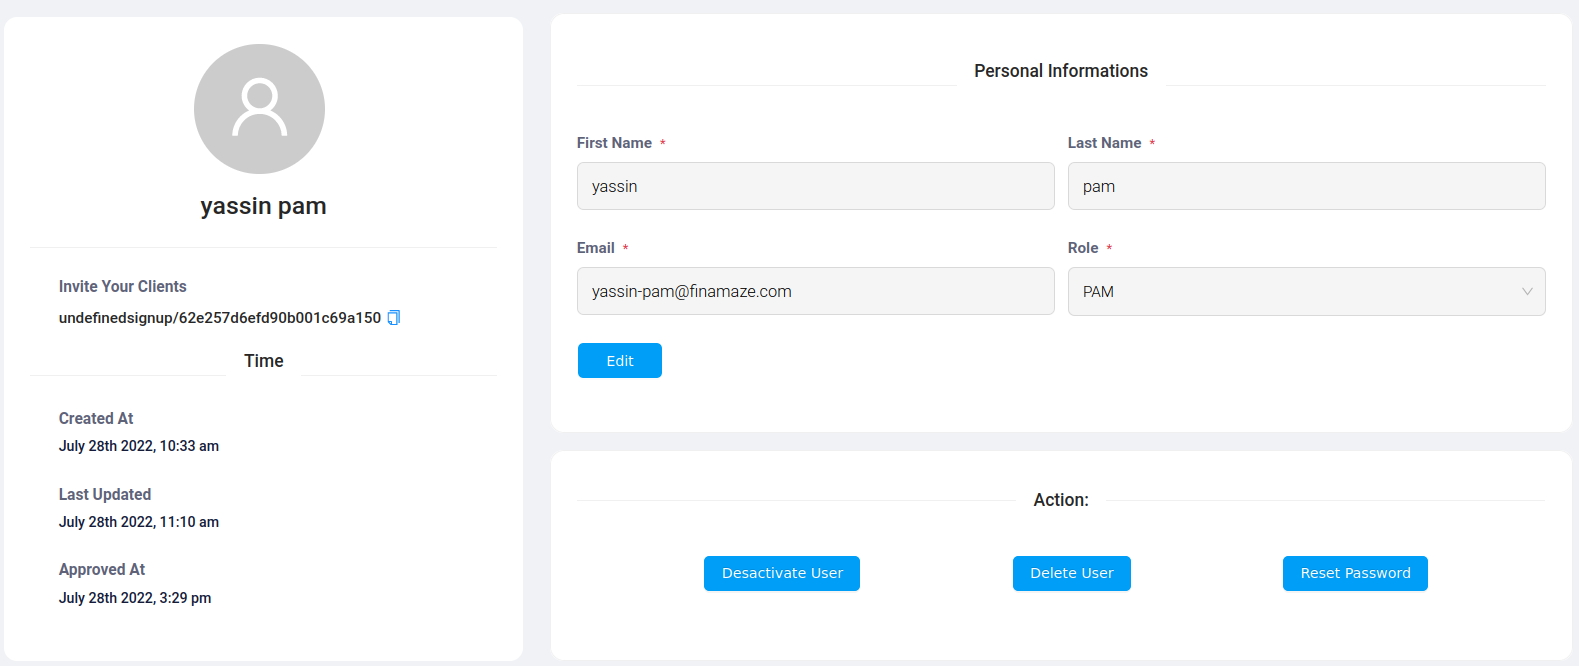 yassin pam
Invite Your Clients
undefinedsignup/62e257d6efd90b001c69a150
Time
Created At
July 28th 2022, 10:33 am
Last Updated
July 28th 2022, 11:10 am
Approved At
July 28th 2022, 3:29 pm
Personal Informations
First Name * Last Name *
yassin pam
Email * Role *
yassin-pam@finamaze.com PAM
Edit
Action:
Desactivate User Delete User Reset Password